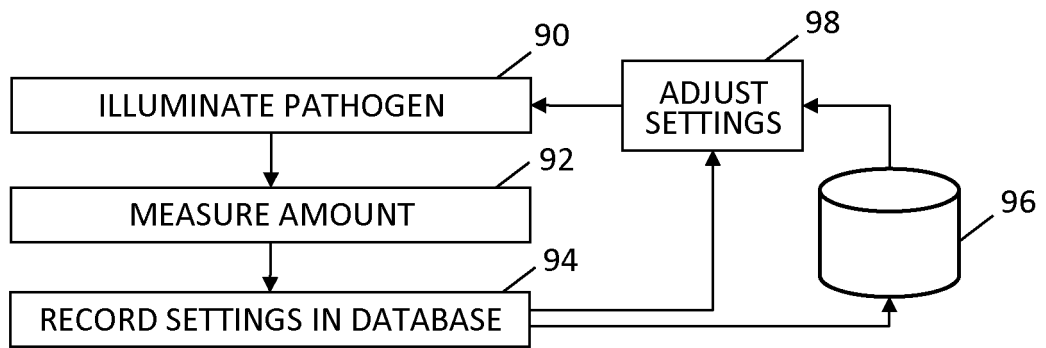 90
ILLUMINATE PATHOGEN
98
ADJUST
SETTINGS
92
MEASURE AMOUNT
96
94
RECORD SETTINGS IN DATABASE